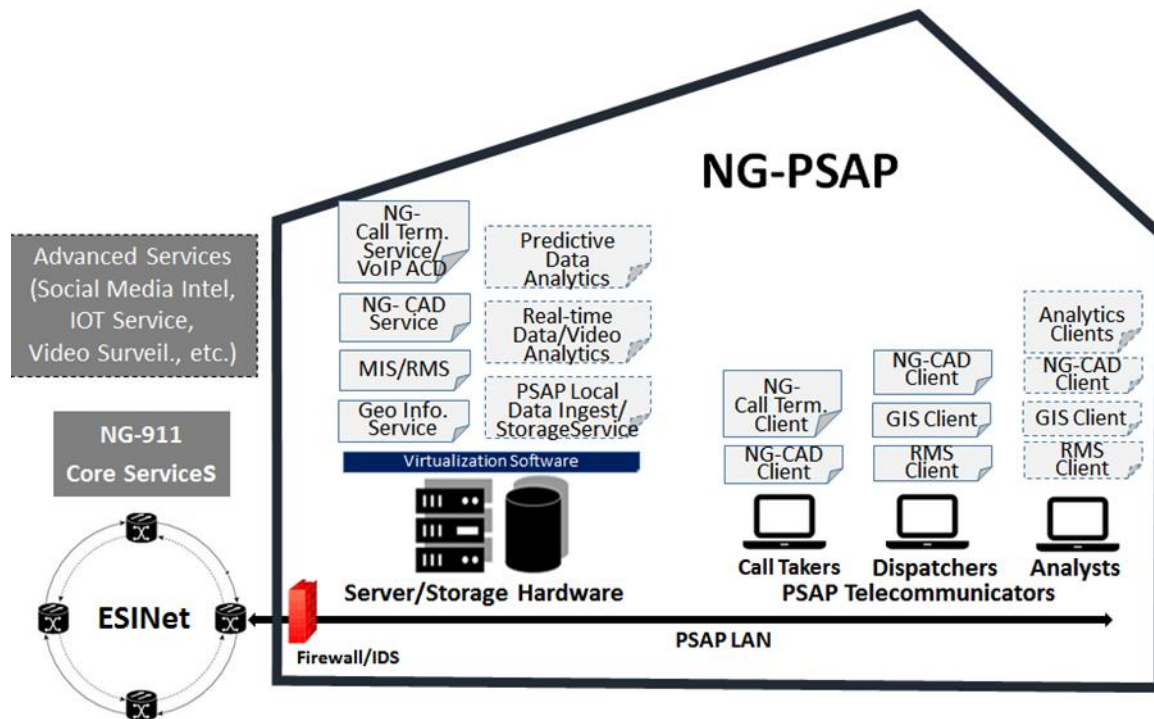 NG-PSAP
Advanced Services
(Social Media Intel,
IOT Service,
Video Surveil., etc.)
NG-911
Core Services
ESINet
Firewall/IDS
NG-
Call Term.
Service/
VoIP ACD
NG- CAD
Service
MIS/RMS
Geo Info.
Service
Predictive
Data
Analytics
Real-time
Data/Video
Analytics
PSAP Local
Data Ingest/
StorageService
Virtualization Software
Server/Storage Hardware
NG-
Call Term.
Client
NG-CAD
Client
Call Takers
NG-CAD
Client
GIS Client
RMS
Client
Dispatchers
Analytics
Clients
NG-CAD
Client
GIS Client
RMS
Client
Analysts
PSAP Telecommunicators
PSAP LAN